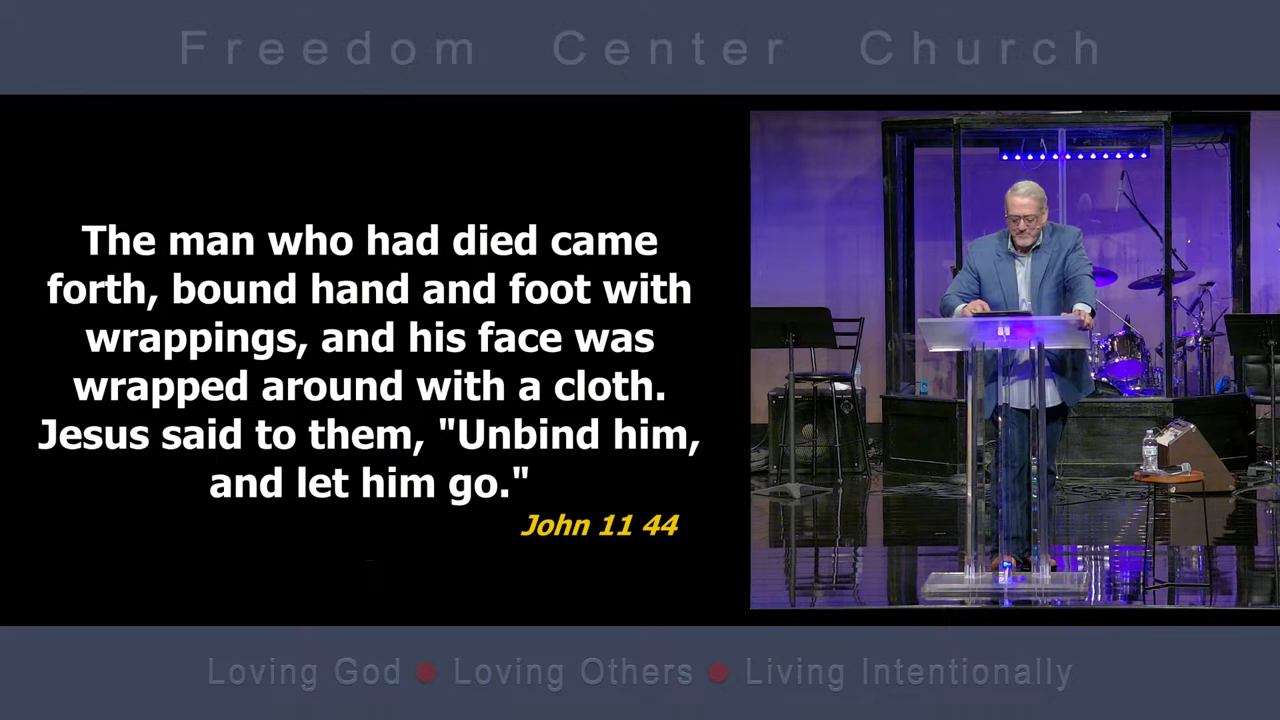 Freedom Center Church
The man who had died came
forth, bound hand and foot with
wrappings, and his face was
wrapped around with a cloth.
Jesus said to them, "Unbind him,
and let him go."
John 11 44
Loving God ● Loving Others ● Living Intentionally